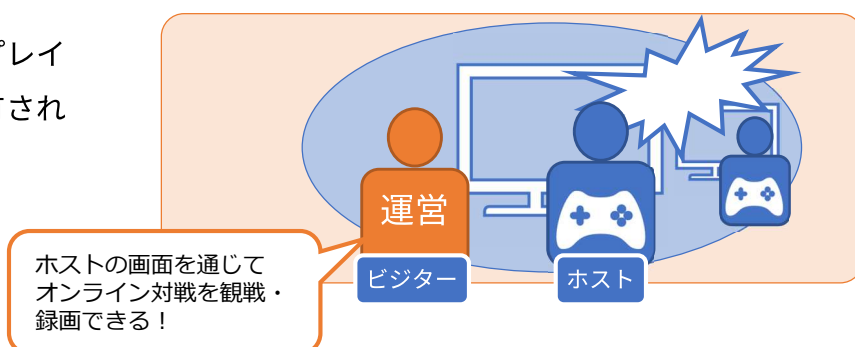 プレイ
され
運営
ホストの画面を通じて
オンライン対戦を観戦・
録画できる！
ビジター
ホスト